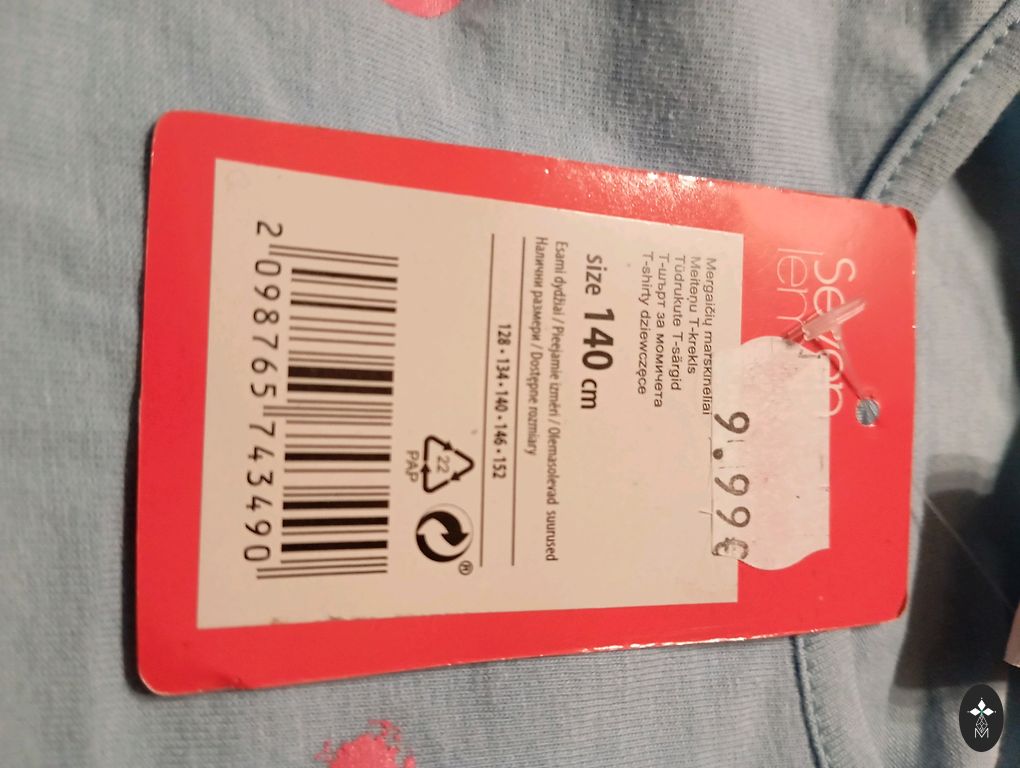 Seven
9.99€
Mergaičių marškinėliai
Meiteņu T-krekls
Tüdrukute T-särgid
Т-шърт за момичета
T-shirty dziewczęce
size 140 cm
Esami dydžiai / Pieejamie izmēri / Olemasolevad suurused
Налични размери / Dostępne rozmiary
128 • 134 • 140 • 146 • 152
22
PAP
®
2 098765 743490
M